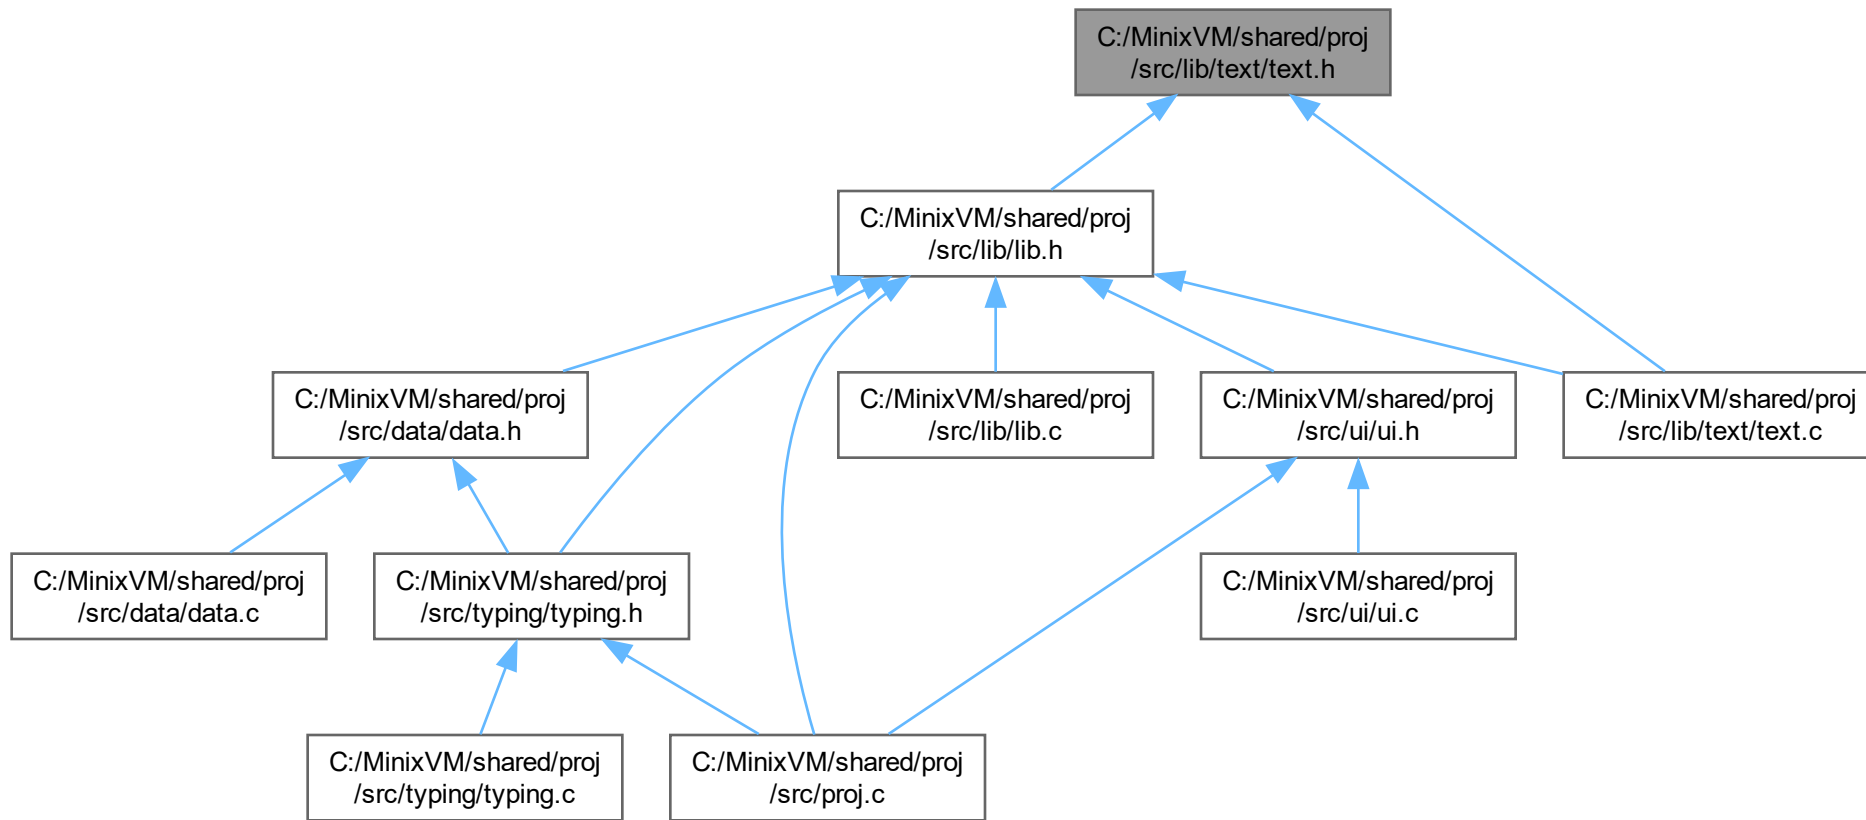 C:/MinixVM/shared/proj
/src/lib/text/text.h
C:/MinixVM/shared/proj
/src/lib/lib.h
C:/MinixVM/shared/proj
/src/data/data.h
C:/MinixVM/shared/proj
/src/lib/lib.c
C:/MinixVM/shared/proj
/src/ui/ui.h
C:/MinixVM/shared/proj
/src/lib/text/text.c
C:/MinixVM/shared/proj
/src/data/data.c
C:/MinixVM/shared/proj
/src/typing/typing.h
C:/MinixVM/shared/proj
/src/ui/ui.c
C:/MinixVM/shared/proj
/src/typing/typing.c
C:/MinixVM/shared/proj
/src/proj.c